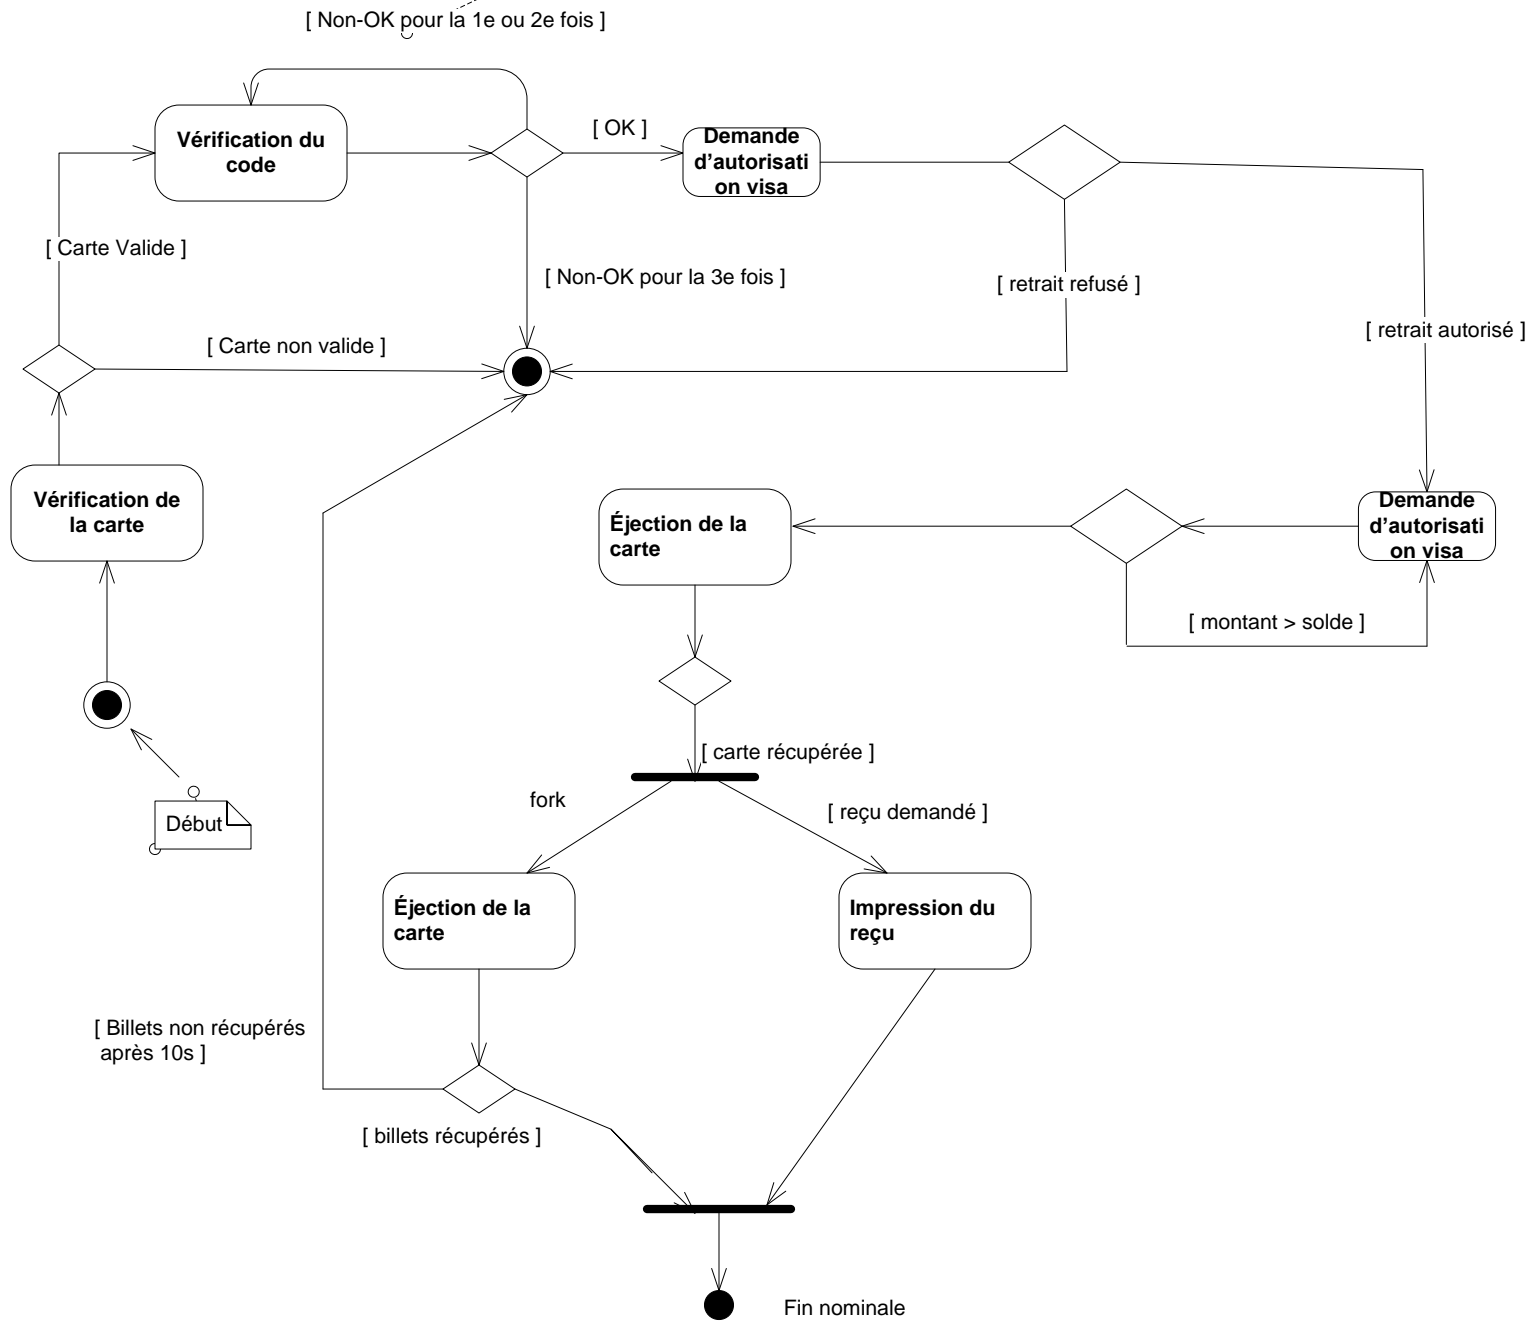 [ Non-OK pour la 1e ou 2e fois ]
Vérification du
code
[ OK ]
Demande
d’autorisati
on visa
[ Carte Valide ]
[ Non-OK pour la 3e fois ]
[ retrait refusé ]
[ retrait autorisé ]
[ Carte non valide ]
Vérification de
la carte
Éjection de la
carte
Demande
d’autorisati
on visa
[ montant > solde ]
[ carte récupérée ]
fork
[ reçu demandé ]
Début
Éjection de la
carte
Impression du
reçu
[ Billets non récupérés
après 10s ]
[ billets récupérés ]
Fin nominale